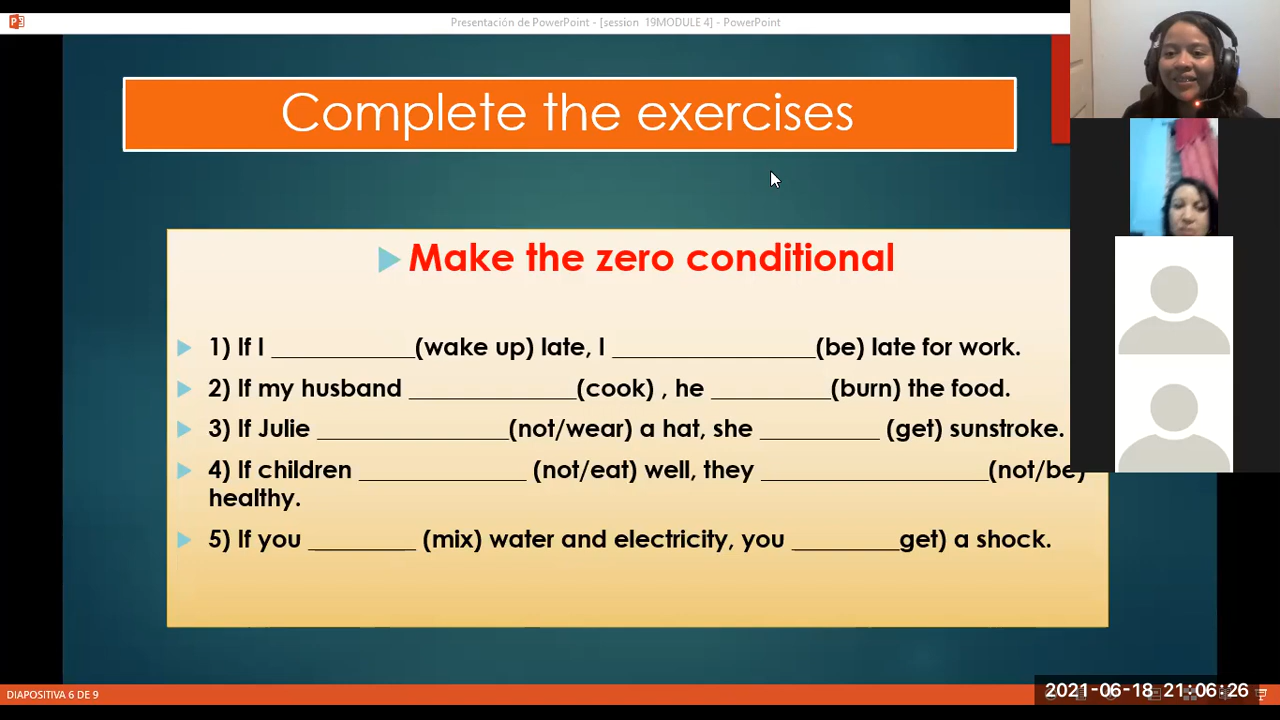 Presentación de PowerPoint - [session 19MODULE 4] - PowerPoint
Complete the exercises
Make the zero conditional
1) If I ___________(wake up) late, I ________________(be) late for work.
2) If my husband _____________(cook) , he _________(burn) the food.
3) If Julie _______________(not/wear) a hat, she _________ (get) sunstroke.
4) If children _____________ (not/eat) well, they __________________(not/be)
healthy.
5) If you ________ (mix) water and electricity, you ________get) a shock.
DIAPOSITIVA 6 DE 9
2021-06-18 21:06:26